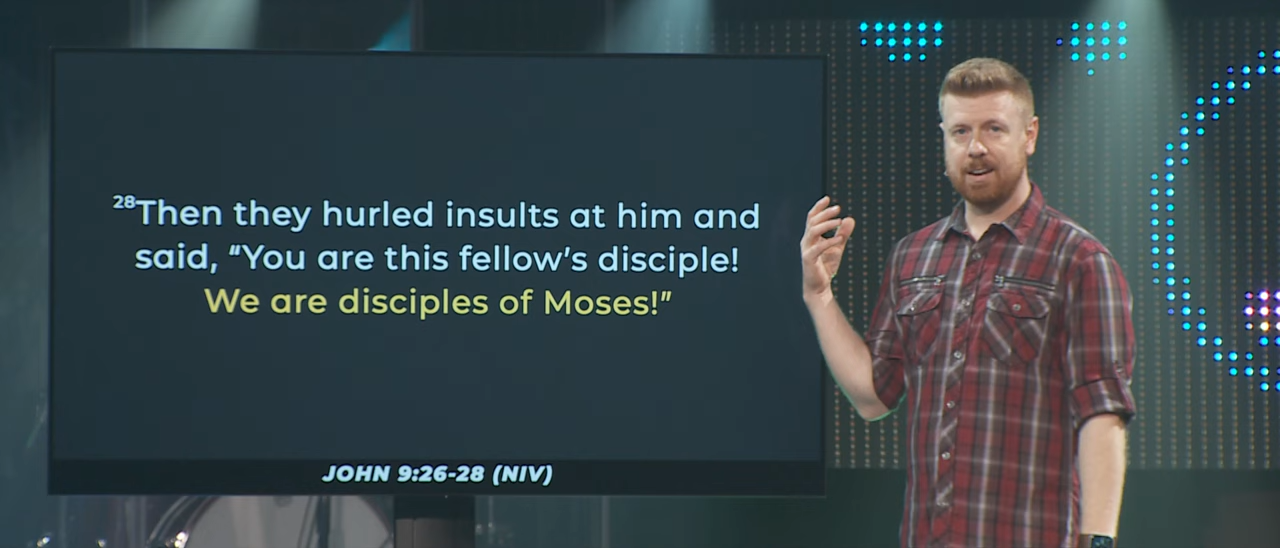 28Then they hurled insults at him and
said, “You are this fellow’s disciple!
We are disciples of Moses!”
JOHN 9:26-28 (NIV)